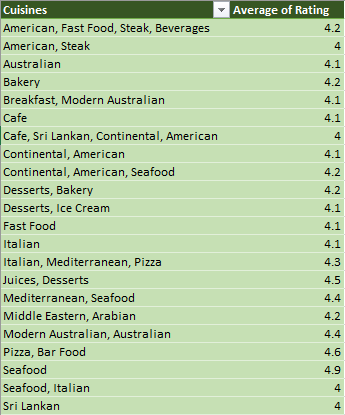 Cuisines Average of Rating
American, Fast Food, Steak, Beverages 4.2
American, Steak 4
Australian 4.1
Bakery 4.2
Breakfast, Modern Australian 4.1
Cafe 4.1
Cafe, Sri Lankan, Continental, American 4
Continental, American 4.1
Continental, American, Seafood 4.2
Desserts, Bakery 4.2
Desserts, Ice Cream 4.1
Fast Food 4.1
Italian 4.1
Italian, Mediterranean, Pizza 4.3
Juices, Desserts 4.5
Mediterranean, Seafood 4.4
Middle Eastern, Arabian 4.2
Modern Australian, Australian 4.4
Pizza, Bar Food 4.6
Seafood 4.9
Seafood, Italian 4
Sri Lankan 4